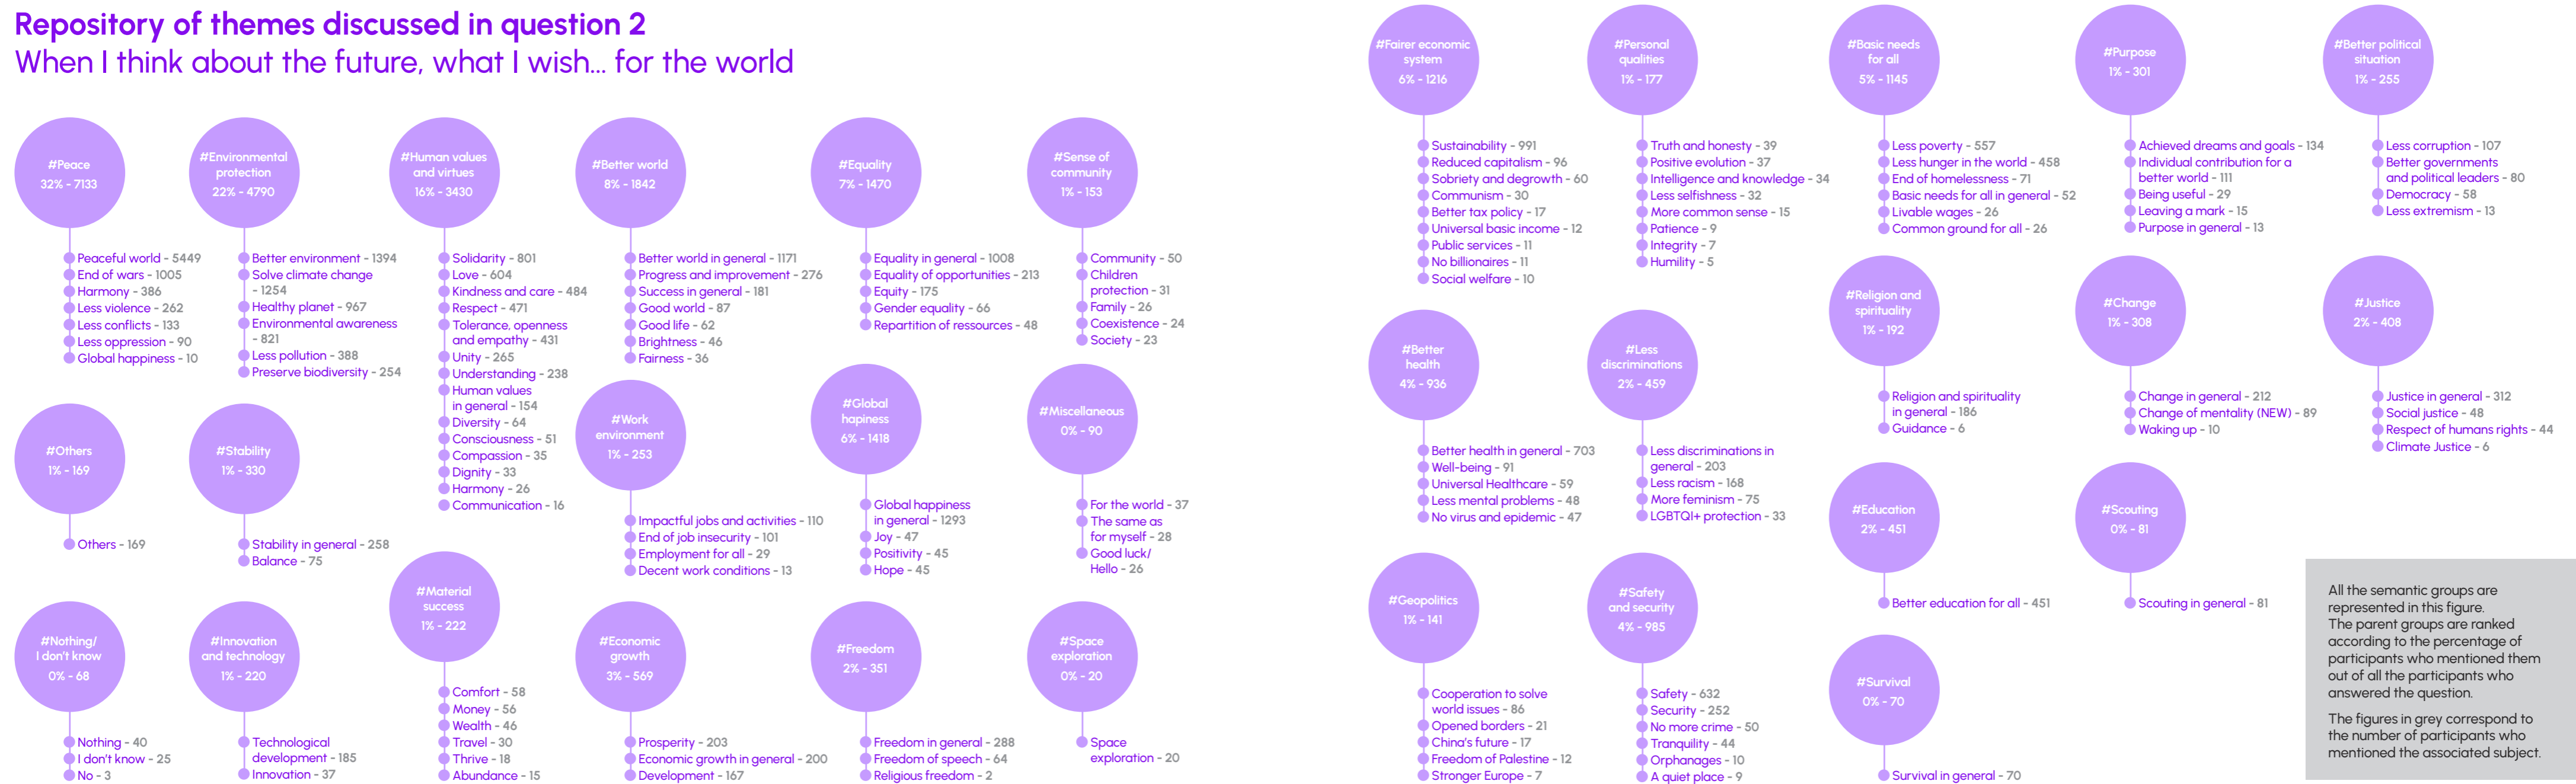 Repository of themes discussed in question 2
When I think about the future, what I wish... for the world
#Peace
32% - 7133
Peaceful world - 5449
End of wars - 1005
Harmony - 386
Less violence - 262
Less conflicts - 133
Less oppression - 90
Global happiness - 10
#Environmental
protection
22% - 4790
Better environment - 1394
Solve climate change
- 1254
Healthy planet - 967
Environmental awareness
- 821
Less pollution - 388
Preserve biodiversity - 254
#Human values
and virtues
16% - 3430
Solidarity - 801
Love - 604
Kindness and care - 484
Respect - 471
Tolerance, openness
and empathy - 431
Unity - 265
Understanding - 238
Human values
in general - 154
Diversity - 64
Consciousness - 51
Compassion - 35
Dignity - 33
Harmony - 26
Communication - 16
#Better world
8% - 1842
Better world in general - 1171
Progress and improvement - 276
Success in general - 181
Good world - 87
Good life - 62
Brightness - 46
Fairness - 36
#Equality
7% - 1470
Equality in general - 1008
Equality of opportunities - 213
Equity - 175
Gender equality - 66
Repartition of ressources - 48
#Sense of
community
1% - 153
Community - 50
Children
protection - 31
Family - 26
Coexistence - 24
Society - 23
#Others
1% - 169
Others - 169
#Stability
1% - 330
Stability in general - 258
Balance - 75
#Work
environment
1% - 253
Impactful jobs and activities - 110
End of job insecurity - 101
Employment for all - 29
Decent work conditions - 13
#Global
hapiness
6% - 1418
Global happiness
in general - 1293
Joy - 47
Positivity - 45
Hope - 45
#Miscellaneous
0% - 90
For the world - 37
The same as
for myself - 28
Good luck/
Hello - 26
#Nothing/
I don't know
0% - 68
Nothing - 40
I don't know - 25
No - 3
#Innovation
and technology
1% - 220
Technological
development - 185
Innovation - 37
#Material
success
1% - 222
Comfort - 58
Money - 56
Wealth - 46
Travel - 30
Thrive - 18
Abundance - 15
#Economic
growth
3% - 569
Prosperity - 203
Economic growth in general - 200
Development - 167
#Freedom
2% - 351
Freedom in general - 288
Freedom of speech - 64
Religious freedom - 2
#Space
exploration
0% - 20
Space
exploration - 20
#Fairer economic
system
6% - 1216
Sustainability - 991
Reduced capitalism - 96
Sobriety and degrowth - 60
Communism - 30
Better tax policy - 17
Universal basic income - 12
Public services - 11
No billionaires - 11
Social welfare - 10
#Personal
qualities
1% - 177
Truth and honesty - 39
Positive evolution - 37
Intelligence and knowledge - 34
Less selfishness - 32
More common sense - 15
Patience - 9
Integrity - 7
Humility - 5
#Basic needs
for all
5% - 1145
Less poverty - 557
Less hunger in the world - 458
End of homelessness - 71
Basic needs for all in general - 52
Livable wages - 26
Common ground for all - 26
#Purpose
1% - 301
Achieved dreams and goals - 134
Individual contribution for a
better world - 111
Being useful - 29
Leaving a mark - 15
Purpose in general - 13
#Better political
situation
1% - 255
Less corruption - 107
Better governments
and political leaders - 80
Democracy - 58
Less extremism - 13
#Better
health
4% - 936
Better health in general - 703
Well-being - 91
Universal Healthcare - 59
Less mental problems - 48
No virus and epidemic - 47
#Less
discriminations
2% - 459
Less discriminations in
general - 203
Less racism - 168
More feminism - 75
LGBTQI+ protection - 33
#Religion and
spirituality
1% - 192
Religion and spirituality
in general - 186
Guidance - 6
#Change
1% - 308
Change in general - 212
Change of mentality (NEW) - 89
Waking up - 10
#Justice
2% - 408
Justice in general - 312
Social justice - 48
Respect of humans rights - 44
Climate Justice - 6
#Education
2% - 451
Better education for all - 451
#Scouting
0% - 81
Scouting in general - 81
#Geopolitics
1% - 141
Cooperation to solve
world issues - 86
Opened borders - 21
China's future - 17
Freedom of Palestine - 12
Stronger Europe - 7
#Safety
and security
4% - 985
Safety - 632
Security - 252
No more crime - 50
Tranquility - 44
Orphanages - 10
A quiet place - 9
#Survival
0% - 70
Survival in general - 70
All the semantic groups are
represented in this figure.
The parent groups are ranked
according to the percentage of
participants who mentioned them
out of all the participants who
answered the question.
The figures in grey correspond to
the number of participants who
mentioned the associated subject.